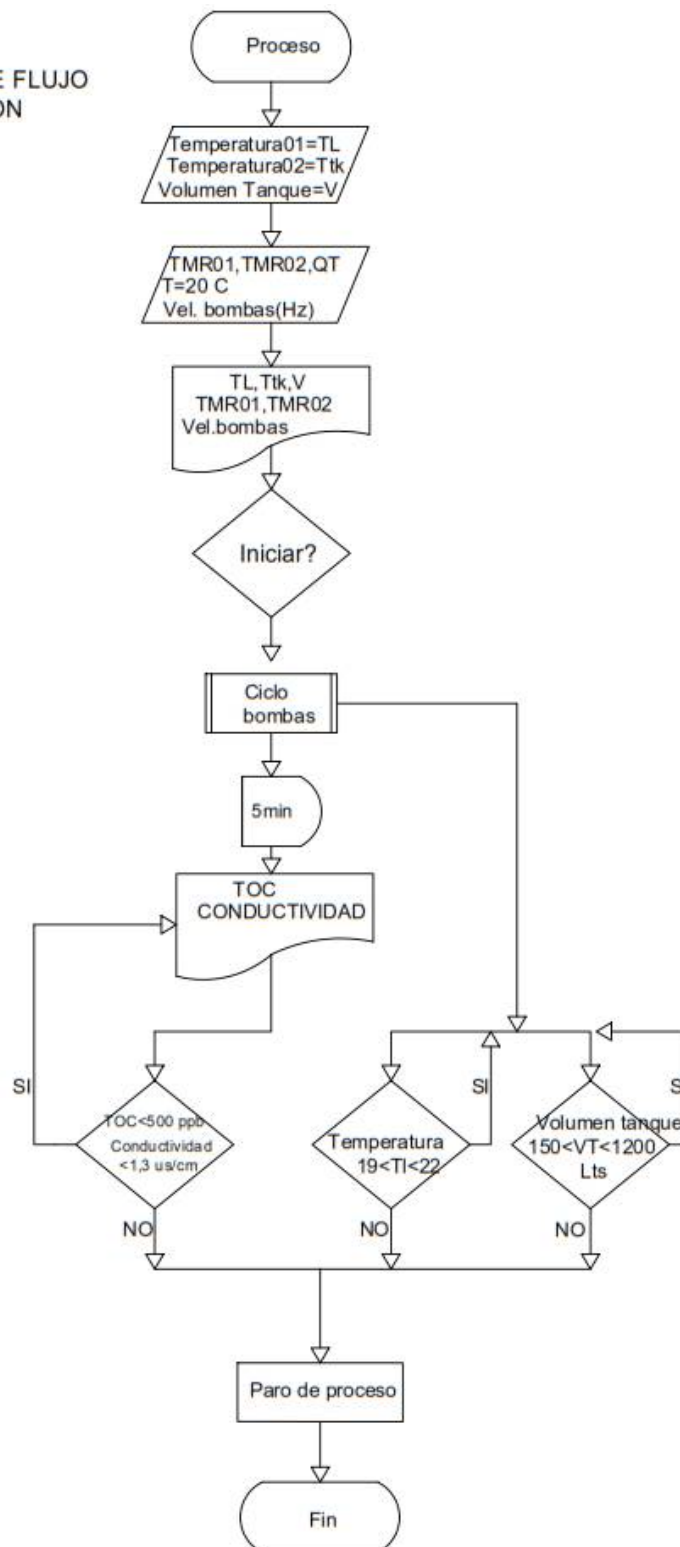 Proceso
E FLUJO
ON
Temperatura01=TL
Temperatura02=Ttk
Volumen Tanque=V
TMR01,TMR02,QT
T=20 C
Vel. bombas(Hz)
TL,Ttk,V
TMR01,TMR02
Vel.bombas
Iniciar?
Ciclo
bombas
5min
TOC
CONDUCTIVIDAD
SI
TOC<500 ppb
Conductividad
<1,3 us/cm
NO
SI
Temperatura
19<Tl<22
NO
S
Volumen tanque
150<VT<1200
Lts
NO
Paro de proceso
Fin